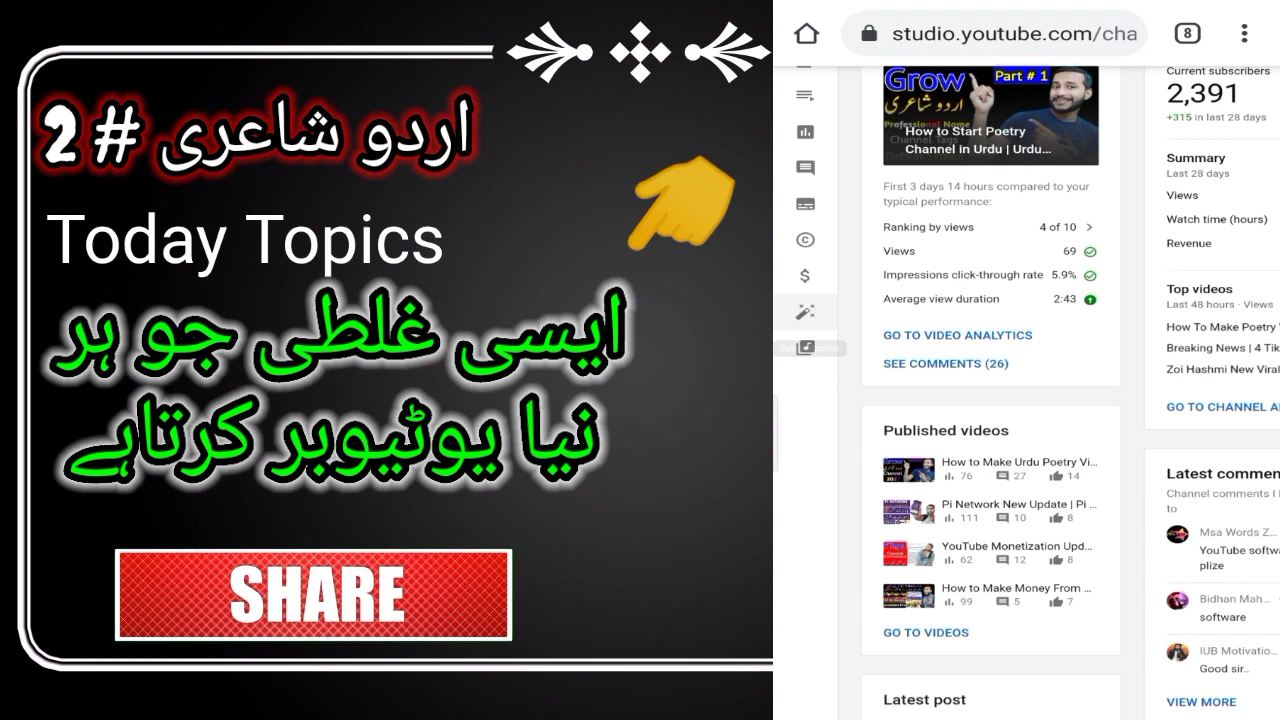 اردو شاعری # 2
Today Topics
ایسی غلطی جو ہر
نیا یوٹیوبر کرتاہے
SHARE
studio.youtube.com/cha
8
Grow
Part # 1
اردو شاعری
Professional Name
Channel Tags
How to Start Poetry
Channel in Urdu | Urdu...
First 3 days 14 hours compared to your
typical performance:
Ranking by views 4 of 10
Views 69
Impressions click-through rate 5.9%
Average view duration 2:43
GO TO VIDEO ANALYTICS
SEE COMMENTS (26)
Published videos
How to Make Urdu Poetry Vi...
76 27 14
Pi Network New Update | Pi ...
111 10 8
YouTube Monetization Upd...
62 12 8
How to Make Money From ...
99 5 7
GO TO VIDEOS
Latest post
Current subscribers
2,391
+315 in last 28 days
Summary
Last 28 days
Views
Watch time (hours)
Revenue
Top videos
Last 48 hours · Views
How To Make Poetry
Breaking News | 4 Tik
Zoi Hashmi New Viral
GO TO CHANNEL A
Latest commen
Channel comments I
to
Msa Words Z...
YouTube softwa
plize
Bidhan Mah...
software
IUB Motivatio...
Good sir..
VIEW MORE